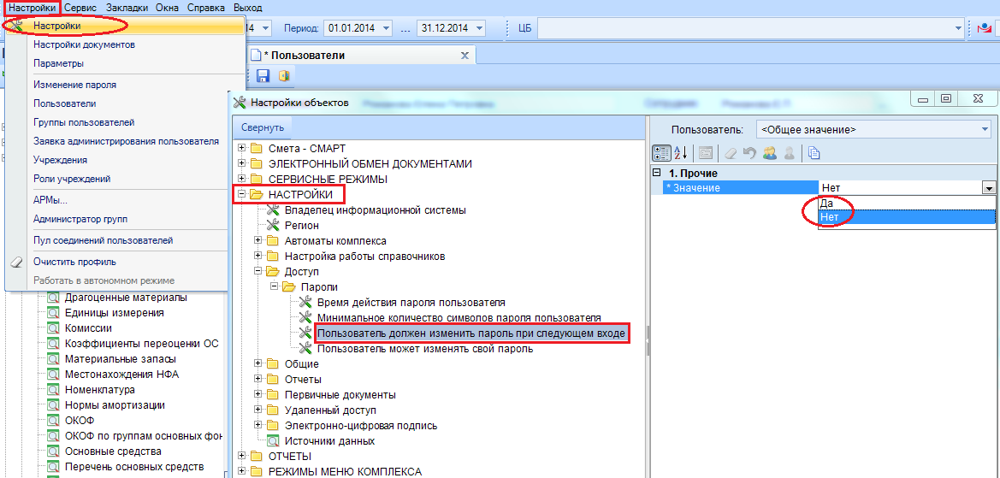 Настройки Сервис Закладки Окна Справка Выход
Настройки
Настройки документов
Параметры
Изменение пароля
Пользователи
Группы пользователей
Заявка администрирования пользователя
Учреждения
Роли учреждений
АРМы...
Администратор групп
Пул соединений пользователей
Очистить профиль
Работать в автономном режиме
14 Период: 01.01.2014 ... 31.12.2014 ЦБ
* Пользователи
Драгоценные материалы
Единицы измерения
Комиссии
Коэффициенты переоценки ОС
Материальные запасы
Местонахождения НФА
Номенклатура
Нормы амортизации
ОКОФ
ОКОФ по группам основных фон
Основные средства
Перечень основных средств
Настройки объектов
Свернуть
Смета - СМАРТ
ЭЛЕКТРОННЫЙ ОБМЕН ДОКУМЕНТАМИ
СЕРВИСНЫЕ РЕЖИМЫ
НАСТРОЙКИ
Владелец информационной системы
Регион
Автоматы комплекса
Настройка работы справочников
Доступ
Пароли
Время действия пароля пользователя
Минимальное количество символов пароля пользователя
Пользователь должен изменить пароль при следующем входе
Пользователь может изменять свой пароль
Общие
Отчеты
Первичные документы
Удаленный доступ
Электронно-цифровая подпись
Источники данных
ОТЧЕТЫ
РЕЖИМЫ МЕНЮ КОМПЛЕКСА
Пользователь: <Общее значение>
1. Прочие
* Значение Нет
Да
Нет